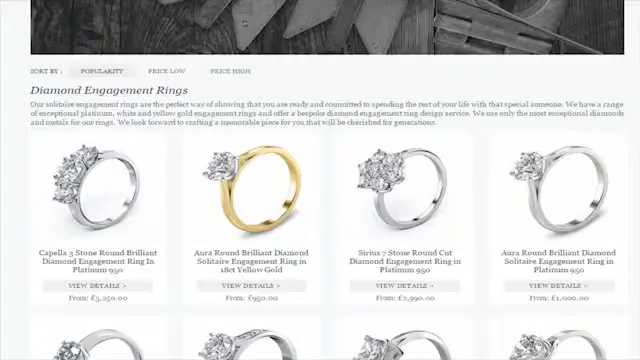 SORT BY : POPULARITY PRICE LOW PRICE HIGH
Diamond Engagement Rings
Our solitaire engagement rings are the perfect way of showing that you are ready and committed to spending the rest of your life with that special someone. We have a range
of exceptional platinum, white and yellow gold engagement rings and offer a bespoke diamond engagement ring design service. We use only the most exceptional diamonds
and metals for our rings. We look forward to crafting a memorable piece for you that will be cherished for generations.
Capella 3 Stone Round Brilliant
Diamond Engagement Ring In
Platinum 950
VIEW DETAILS >
From: £3,250.00
Aura Round Brilliant Diamond
Solitaire Engagement Ring in
18ct Yellow Gold
VIEW DETAILS >
From: £950.00
Sirius 7 Stone Round Cut
Diamond Engagement Ring in
Platinum 950
VIEW DETAILS >
From: £2,990.00
Aura Round Brilliant Diamond
Solitaire Engagement Ring in
Platinum 950
VIEW DETAILS >
From: £1,000.00